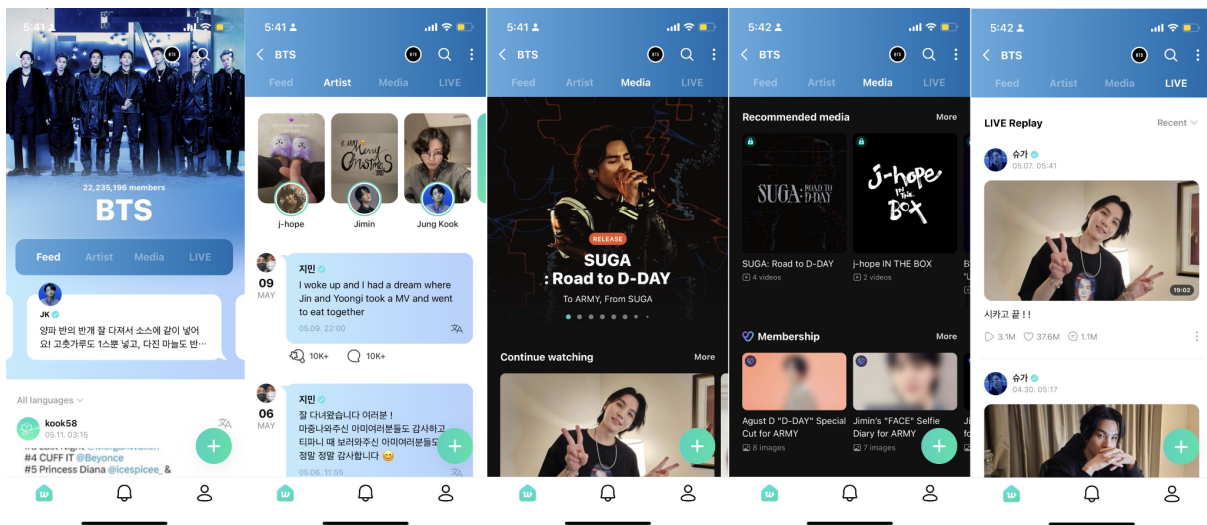 5:41
22,235,196 members
BTS
Feed Artist Media LIVE
JK
양파 반의 반개 잘 다져서 소스에 같이 넣어
요! 고춧가루도 1스푼 넣고, 다진 마늘도 반…
All languages
kook58
05.11. 03:15
#4 CUFF IT @Beyonce
#5 Princess Diana @icespicee_ &
5:41
BTS
Feed Artist Media LIVE
j-hope Jimin Jung Kook
09
MAY
지민
I woke up and I had a dream where
Jin and Yoongi took a MV and went
to eat together
05.09. 22:00
10K+ 10K+
06
MAY
지민
잘 다녀왔습니다 여러분 !
마중나와주신 아미여러분들도 감사하고
티파니 때 보러와주신 아미여러분들도
정말 정말 감사합니다 😊
05.06. 11:55
5:41
BTS
Feed Artist Media LIVE
RELEASE
SUGA
: Road to D-DAY
To ARMY, From SUGA
Continue watching More
5:42
BTS
Feed Artist Media LIVE
Recommended media More
SUGA: ROAD TO D-DAY
j-hope IN THE BOX
SUGA: Road to D-DAY
4 videos
j-hope IN THE BOX
2 videos
Membership More
Agust D "D-DAY" Special
Cut for ARMY
8 images
Jimin's "FACE" Selfie
Diary for ARMY
7 images
5:42
BTS
Feed Artist Media LIVE
LIVE Replay Recent
슈가
05.07. 05:41
19:02
시카고 끝 ! !
3.1M 37.6M 1.1M
슈가
04.30. 05:17